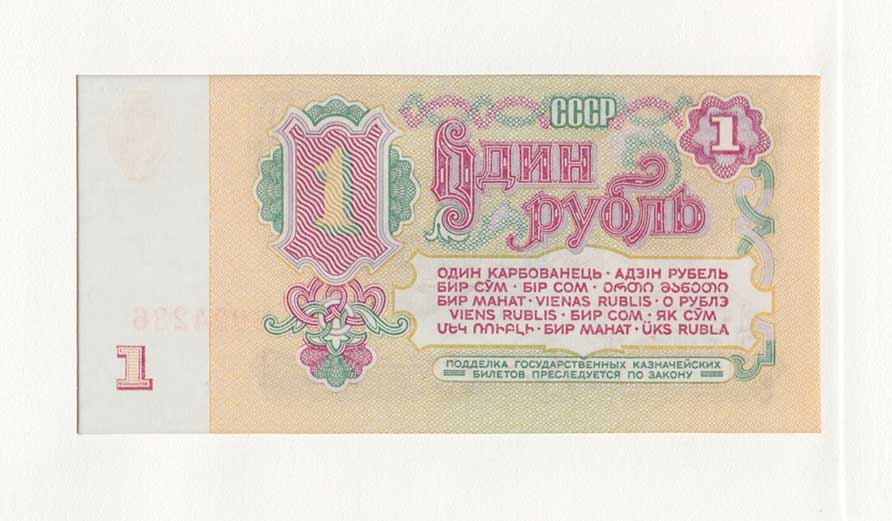 СССР
1
1
Один
рубль
ОДИН КАРБОВАНЕЦЬ · АДЗІН РУБЕЛЬ
БИР СЎМ · БІР СОМ · ᲔᲠᲗᲘ ᲛᲐᲜᲔᲗᲘ
БИР МАНАТ · VIENAS RUBLIS · О РУБЛЭ
VIENS RUBLIS · БИР СОМ · ЯК СЎМ
ՄԵԿ ՌՈՒԲԼԻ · БИР МАНАТ · ÜKS RUBLA
ПОДДЕЛКА ГОСУДАРСТВЕННЫХ КАЗНАЧЕЙСКИХ
БИЛЕТОВ ПРЕСЛЕДУЕТСЯ ПО ЗАКОНУ
1